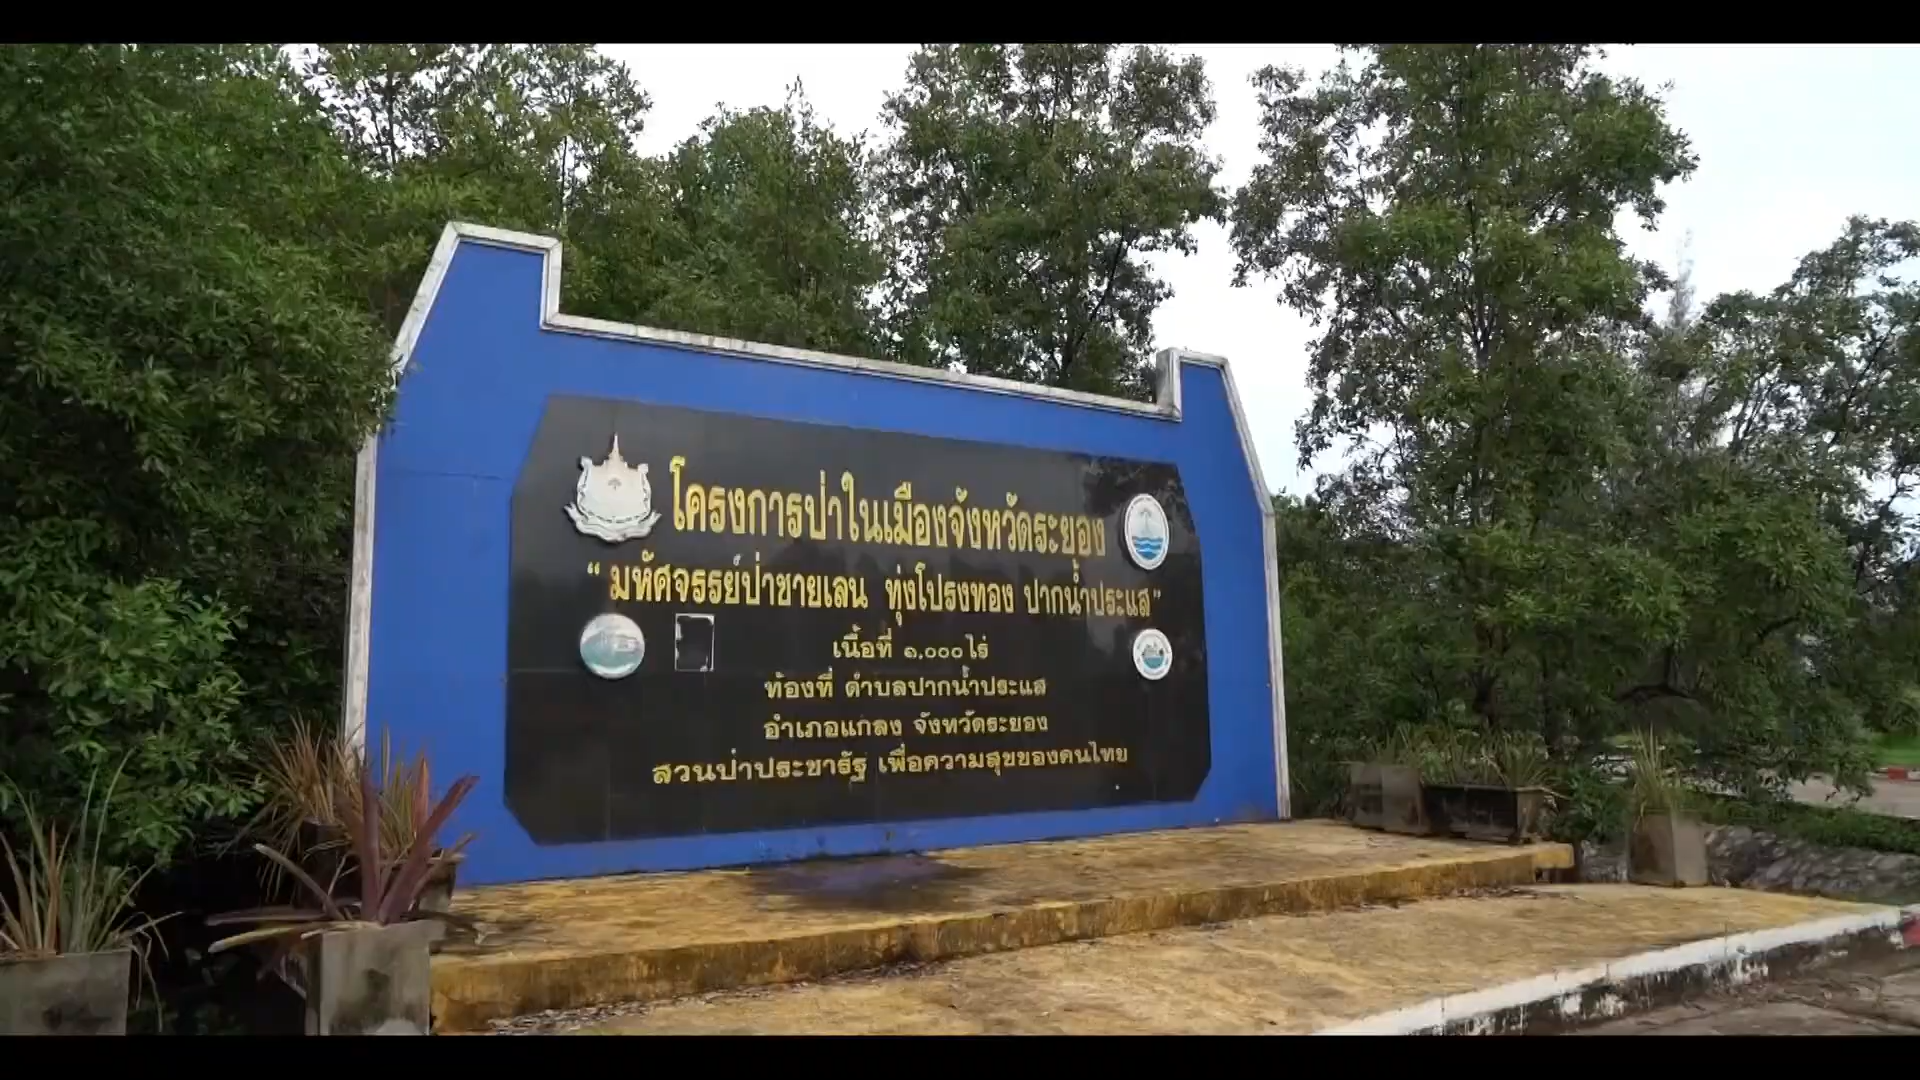 โครงการป่าในเมืองจังหวัดระยอง
“ มหัศจรรย์ป่าชายเลน ทุ่งโปรงทอง ปากน้ำประแส ”
เนื้อที่ ๑,๐๐๐ ไร่
ท้องที่ ตำบลปากน้ำประแส
อำเภอแกลง จังหวัดระยอง
สวนป่าประชารัฐ เพื่อความสุขของคนไทย